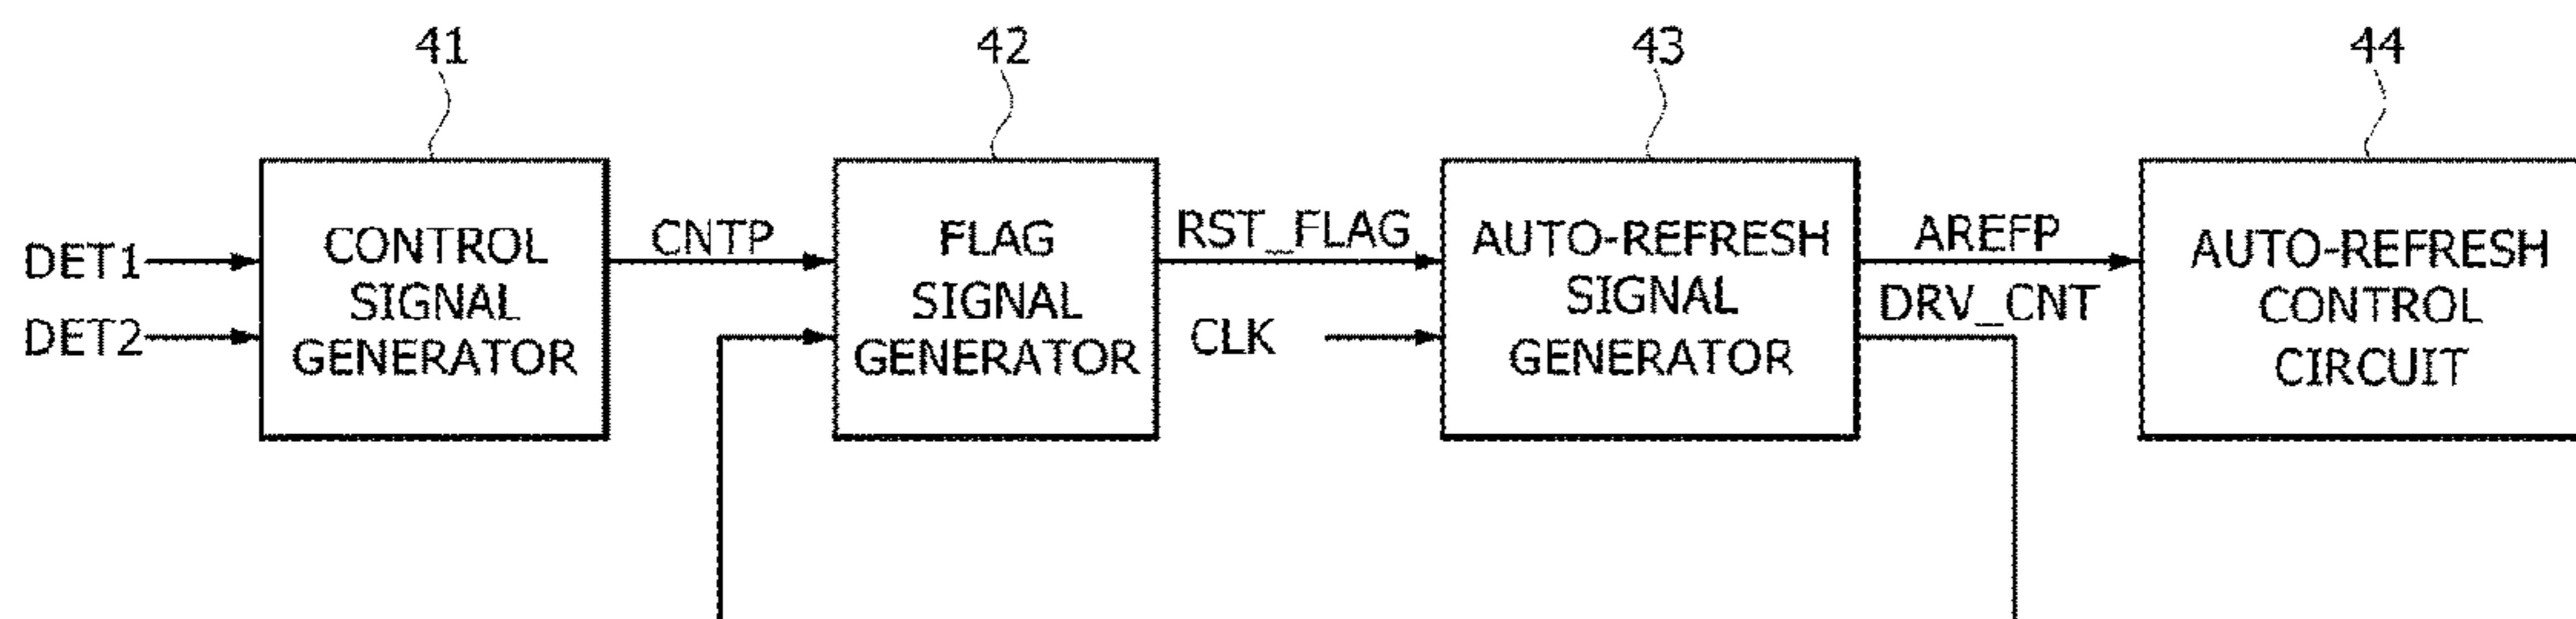 41
42
43
44
DET1
DET2
CONTROL
SIGNAL
GENERATOR
CNTP
FLAG
SIGNAL
GENERATOR
RST_FLAG
CLK
AUTO-REFRESH
SIGNAL
GENERATOR
AREFP
DRV_CNT
AUTO-REFRESH
CONTROL
CIRCUIT